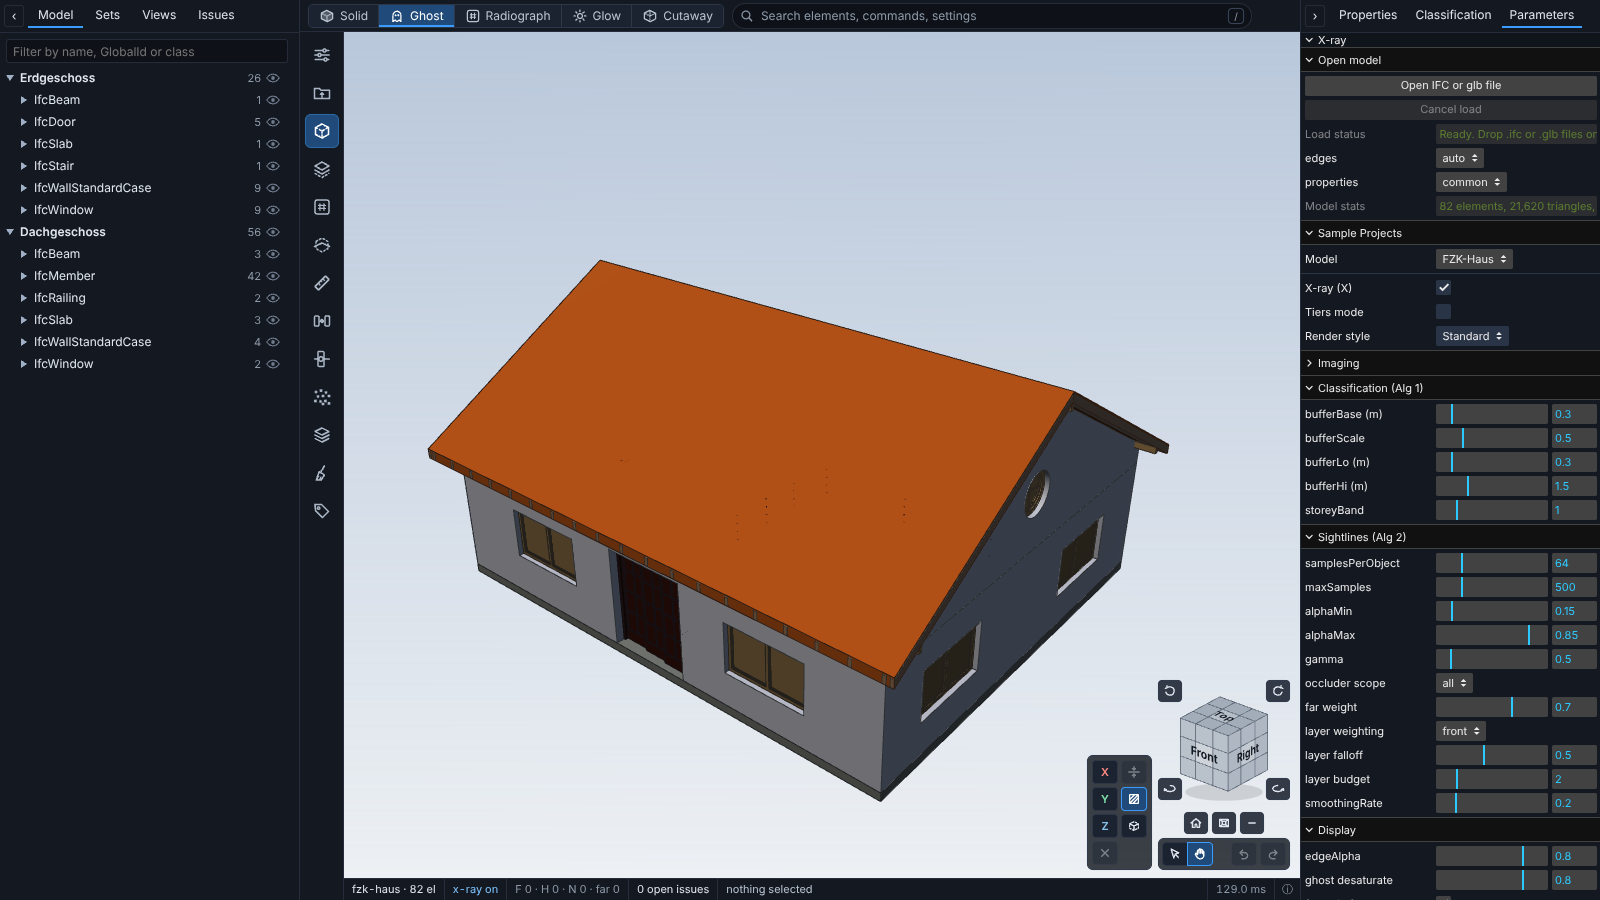 Model Sets Views Issues
Solid Ghost Radiograph Glow Cutaway
Search elements, commands, settings /
Properties Classification Parameters
Filter by name, GlobalId or class
Erdgeschoss 26
IfcBeam 1
IfcDoor 5
IfcSlab 1
IfcStair 1
IfcWallStandardCase 9
IfcWindow 9
Dachgeschoss 56
IfcBeam 3
IfcMember 42
IfcRailing 2
IfcSlab 3
IfcWallStandardCase 4
IfcWindow 2
Top
Front
Right
X
Y
Z
fzk-haus · 82 el
x-ray on
F 0 · H 0 · N 0 · far 0
0 open issues
nothing selected
129.0 ms
X-ray
Open model
Open IFC or glb file
Cancel load
Load status Ready. Drop .ifc or .glb files or
edges auto
properties common
Model stats 82 elements, 21,620 triangles,
Sample Projects
Model FZK-Haus
X-ray (X)
Tiers mode
Render style Standard
Imaging
Classification (Alg 1)
bufferBase (m) 0.3
bufferScale 0.5
bufferLo (m) 0.3
bufferHi (m) 1.5
storeyBand 1
Sightlines (Alg 2)
samplesPerObject 64
maxSamples 500
alphaMin 0.15
alphaMax 0.85
gamma 0.5
occluder scope all
far weight 0.7
layer weighting front
layer falloff 0.5
layer budget 2
smoothingRate 0.2
Display
edgeAlpha 0.8
ghost desaturate 0.8